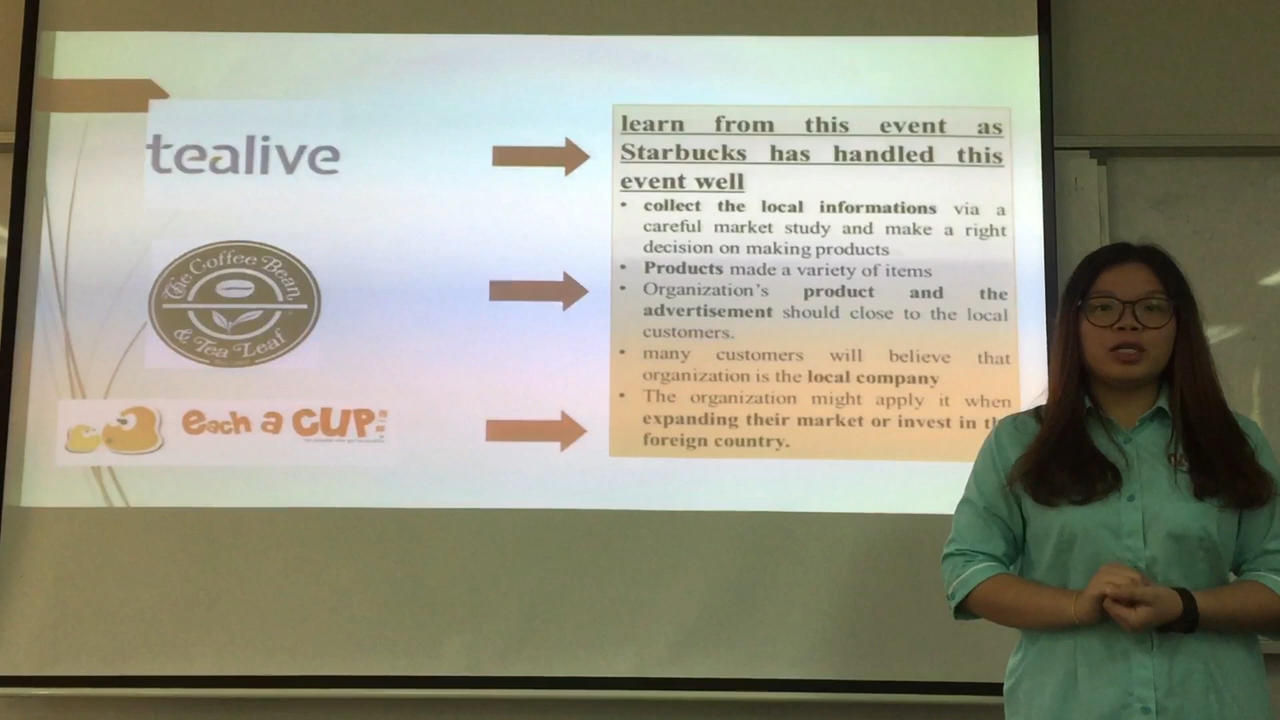 tealive
The Coffee Bean
& Tea Leaf
each a CUP!
learn from this event as
Starbucks has handled this
event well
• collect the local informations via a
careful market study and make a right
decision on making products
• Products made a variety of items
• Organization's product and the
advertisement should close to the local
customers.
• many customers will believe that
organization is the local company
• The organization might apply it when
expanding their market or invest in
foreign country.